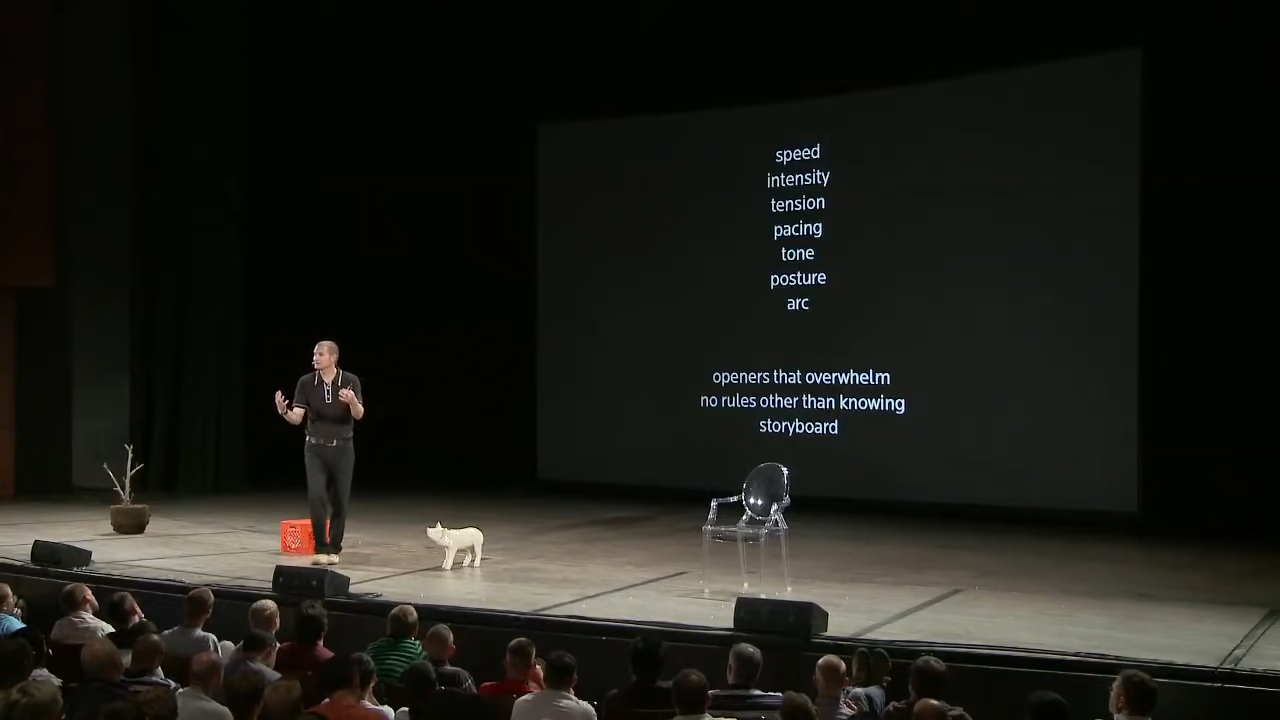 speed
intensity
tension
pacing
tone
posture
arc
openers that overwhelm
no rules other than knowing
storyboard